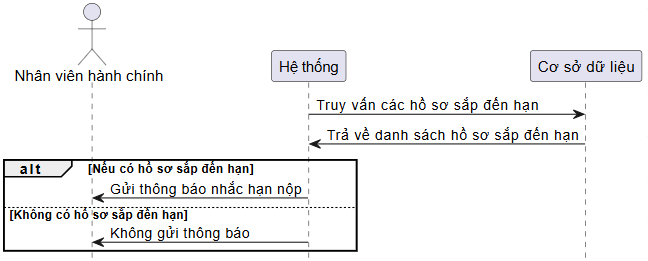 Nhân viên hành chính
Hệ thống
Cơ sở dữ liệu
Truy vấn các hồ sơ sắp đến hạn
Trả về danh sách hồ sơ sắp đến hạn
alt [Nếu có hồ sơ sắp đến hạn]
Gửi thông báo nhắc hạn nộp
[Không có hồ sơ sắp đến hạn]
Không gửi thông báo